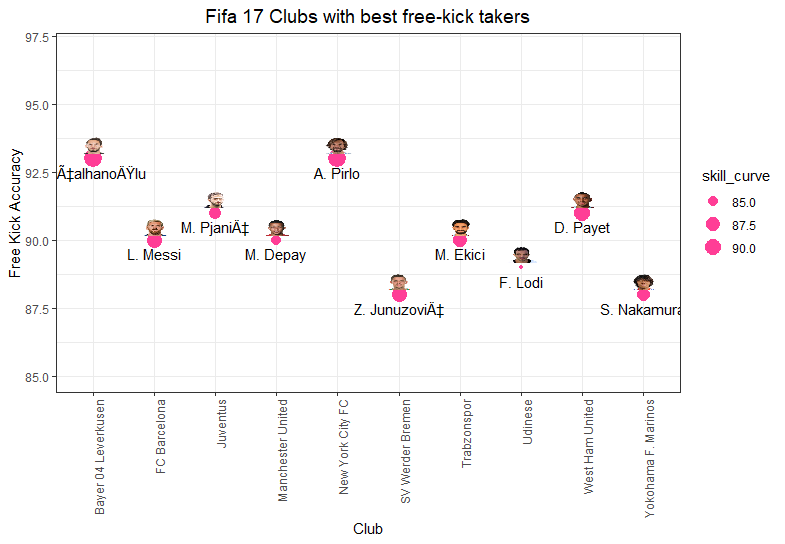 Fifa 17 Clubs with best free-kick takers
97.5
95.0
92.5
90.0
87.5
85.0
Free Kick Accuracy
Ã‡alhanoÄŸlu
A. Pirlo
M. PjaniÄ‡
D. Payet
L. Messi
M. Depay
M. Ekici
F. Lodi
Z. JunuzoviÄ‡
S. Nakamura
skill_curve
85.0
87.5
90.0
Bayer 04 Leverkusen
FC Barcelona
Juventus
Manchester United
New York City FC
SV Werder Bremen
Trabzonspor
Udinese
West Ham United
Yokohama F. Marinos
Club